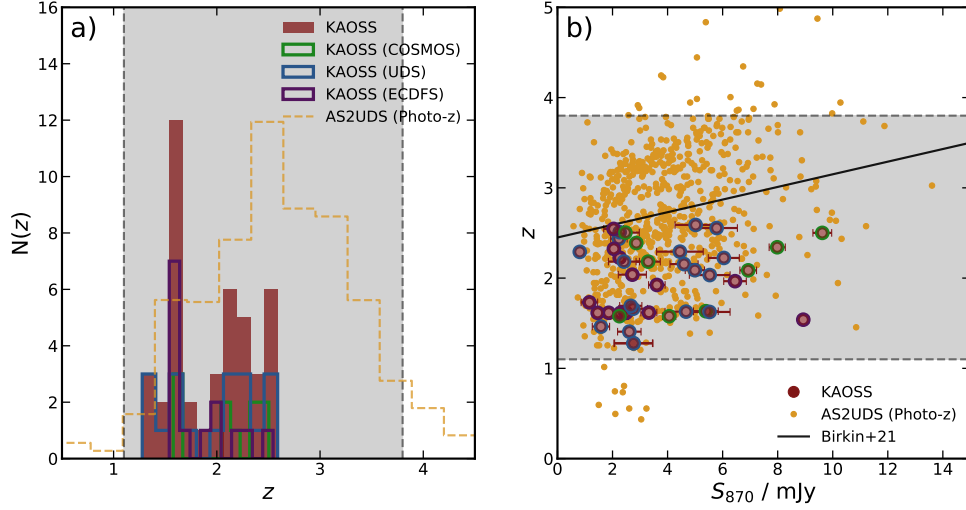 a)
KAOSS
KAOSS (COSMOS)
KAOSS (UDS)
KAOSS (ECDFS)
AS2UDS (Photo-z)
16
14
12
10
8
6
4
2
0
N(z)
1 2 3 4
z
b)
5
4
3
2
1
0
z
KAOSS
AS2UDS (Photo-z)
Birkin+21
0 2 4 6 8 10 12 14
S870 / mJy